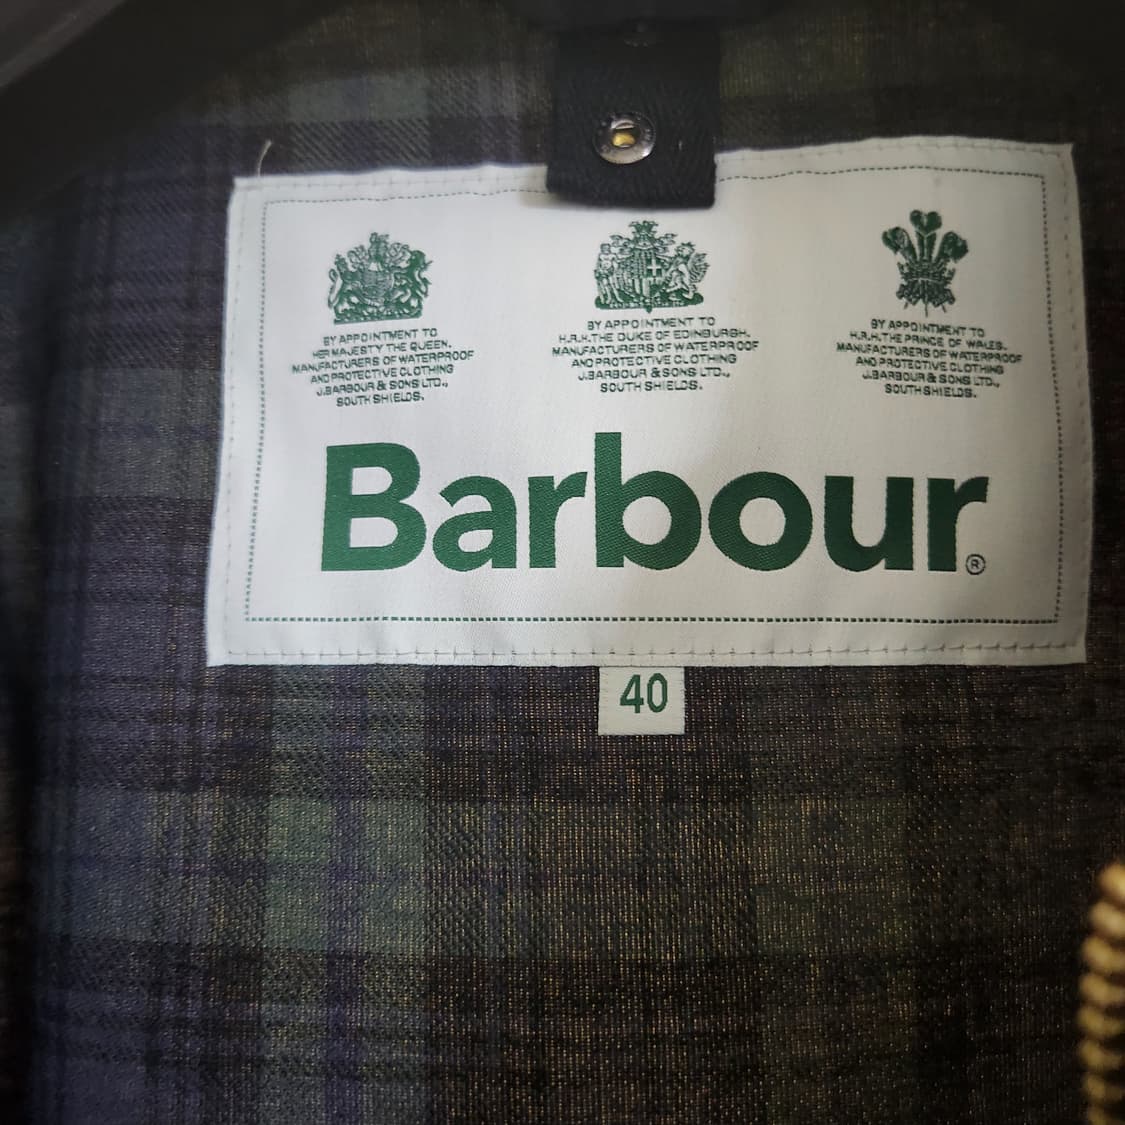 BY APPOINTMENT TO
HER MAJESTY THE QUEEN.
MANUFACTURERS OF WATERPROOF
AND PROTECTIVE CLOTHING
J.BARBOUR & SONS LTD.,
SOUTH SHIELDS.
BY APPOINTMENT TO
H.R.H.THE DUKE OF EDINBURGH.
MANUFACTURERS OF WATERPROOF
AND PROTECTIVE CLOTHING
J.BARBOUR & SONS LTD.,
SOUTH SHIELDS.
BY APPOINTMENT TO
H.R.H.THE PRINCE OF WALES.
MANUFACTURERS OF WATERPROOF
AND PROTECTIVE CLOTHING
J.BARBOUR & SONS LTD.,
SOUTH SHIELDS.
Barbour®
40